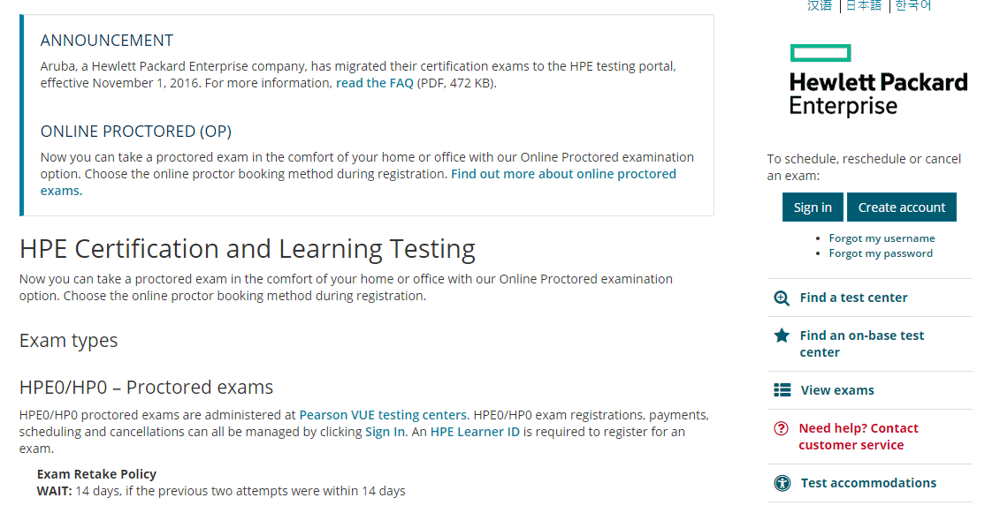 汉语 | 日本語 | 한국어
ANNOUNCEMENT
Aruba, a Hewlett Packard Enterprise company, has migrated their certification exams to the HPE testing portal,
effective November 1, 2016. For more information, read the FAQ (PDF, 472 KB).
ONLINE PROCTORED (OP)
Now you can take a proctored exam in the comfort of your home or office with our Online Proctored examination
option. Choose the online proctor booking method during registration. Find out more about online proctored
exams.
HPE Certification and Learning Testing
Now you can take a proctored exam in the comfort of your home or office with our Online Proctored examination
option. Choose the online proctor booking method during registration.
Exam types
HPE0/HP0 – Proctored exams
HPE0/HP0 proctored exams are administered at Pearson VUE testing centers. HPE0/HP0 exam registrations, payments,
scheduling and cancellations can all be managed by clicking Sign In. An HPE Learner ID is required to register for an
exam.
Exam Retake Policy
WAIT: 14 days, if the previous two attempts were within 14 days
Hewlett Packard
Enterprise
To schedule, reschedule or cancel
an exam:
Sign in
Create account
• Forgot my username
• Forgot my password
Find a test center
Find an on-base test
center
View exams
Need help? Contact
customer service
Test accommodations